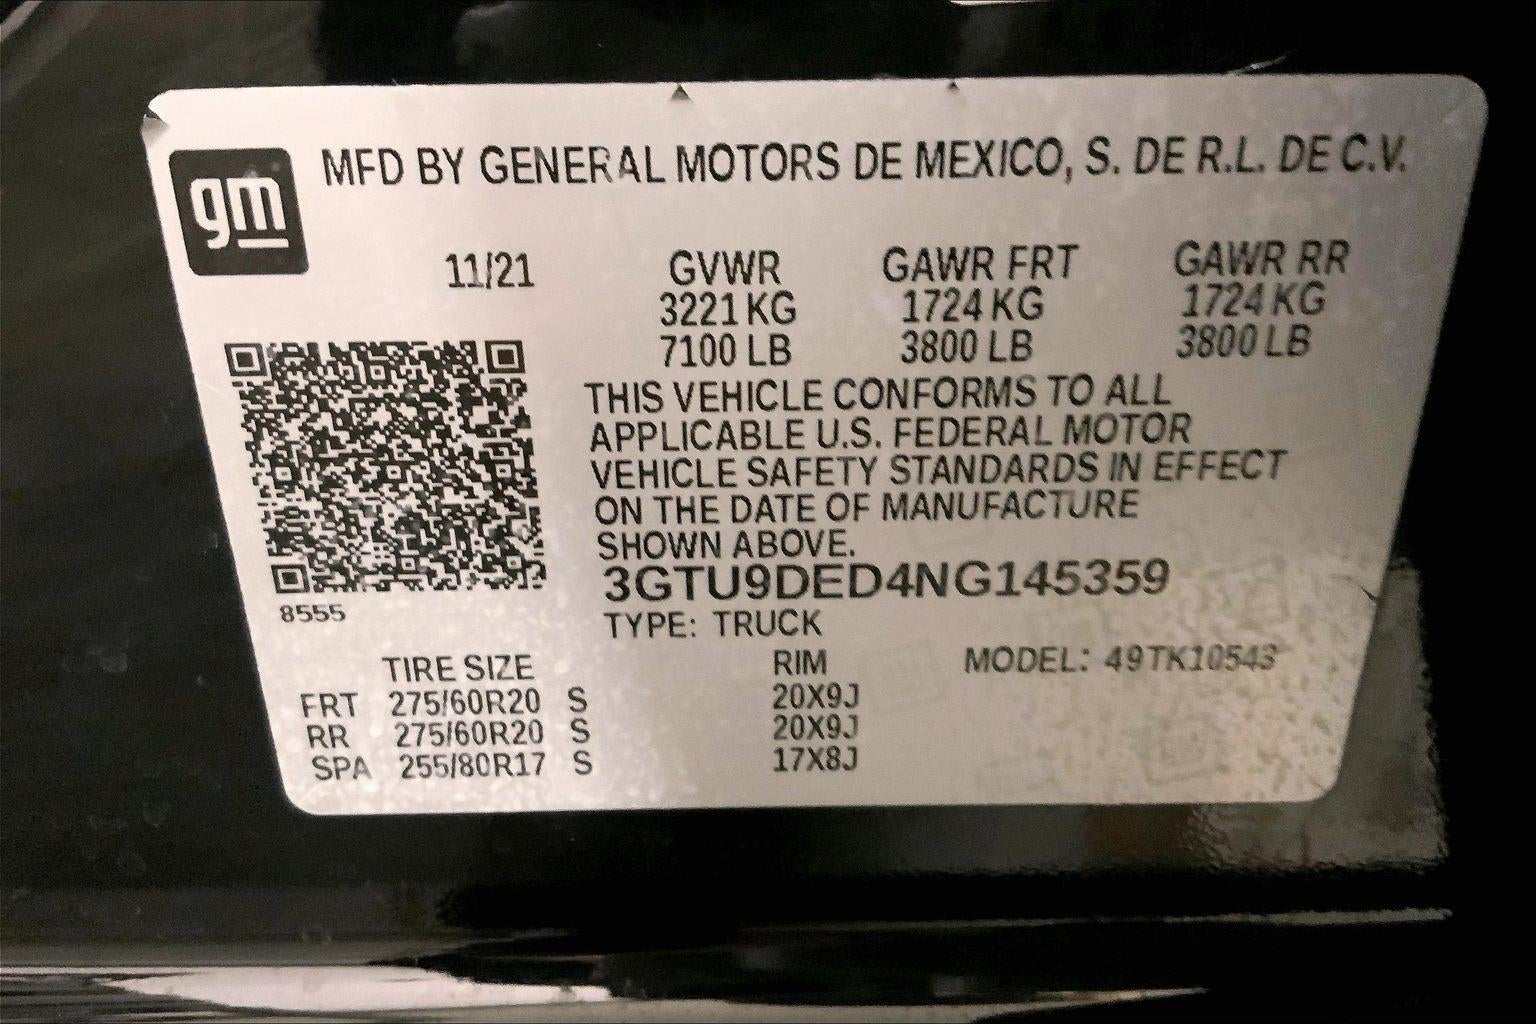 gm
MFD BY GENERAL MOTORS DE MEXICO, S. DE R.L. DE C.V.
11/21 GVWR GAWR FRT GAWR RR
3221 KG 1724 KG 1724 KG
7100 LB 3800 LB 3800 LB
THIS VEHICLE CONFORMS TO ALL
APPLICABLE U.S. FEDERAL MOTOR
VEHICLE SAFETY STANDARDS IN EFFECT
ON THE DATE OF MANUFACTURE
SHOWN ABOVE.
3GTU9DED4NG145359
8555
TYPE: TRUCK
TIRE SIZE RIM MODEL: 49TK10543
FRT 275/60R20 S 20X9J
RR 275/60R20 S 20X9J
SPA 255/80R17 S 17X8J